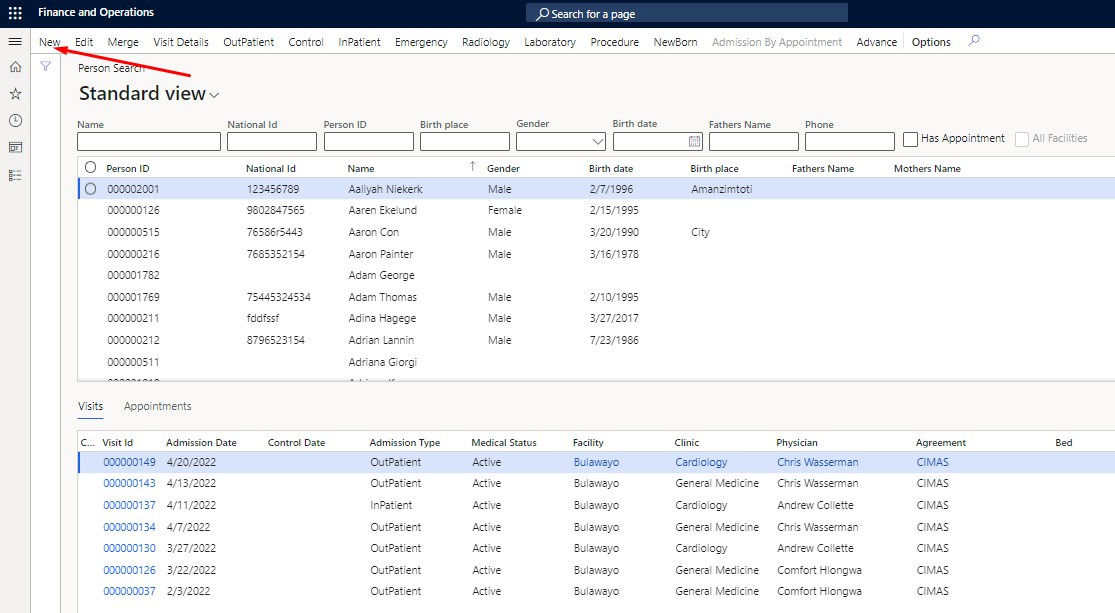 Finance and Operations Search for a page
New Edit Merge Visit Details OutPatient Control InPatient Emergency Radiology Laboratory Procedure NewBorn Admission By Appointment Advance Options
Person Search
Standard view
Name National Id Person ID Birth place Gender Birth date Fathers Name Phone
Has Appointment All Facilities
Person ID National Id Name Gender Birth date Birth place Fathers Name Mothers Name
000002001 123456789 Aaliyah Niekerk Male 2/7/1996 Amanzimtoti
000000126 9802847565 Aaren Ekelund Female 2/15/1995
000000515 76586r5443 Aaron Con Male 3/20/1990 City
000000216 7685352154 Aaron Painter Male 3/16/1978
000001782 Adam George
000001769 75445324534 Adam Thomas Male 2/10/1995
000000211 fddfssf Adina Hagege Male 3/27/2017
000000212 8796523154 Adrian Lannin Male 7/23/1986
000000511 Adriana Giorgi
Visits Appointments
C... Visit Id Admission Date Control Date Admission Type Medical Status Facility Clinic Physician Agreement Bed
000000149 4/20/2022 OutPatient Active Bulawayo Cardiology Chris Wasserman CIMAS
000000143 4/13/2022 OutPatient Active Bulawayo General Medicine Chris Wasserman CIMAS
000000137 4/11/2022 InPatient Active Bulawayo Cardiology Andrew Collette CIMAS
000000134 4/7/2022 OutPatient Active Bulawayo General Medicine Chris Wasserman CIMAS
000000130 3/27/2022 OutPatient Active Bulawayo Cardiology Andrew Collette CIMAS
000000126 3/22/2022 OutPatient Active Bulawayo General Medicine Comfort Hlongwa CIMAS
000000037 2/3/2022 OutPatient Active Bulawayo General Medicine Comfort Hlongwa CIMAS